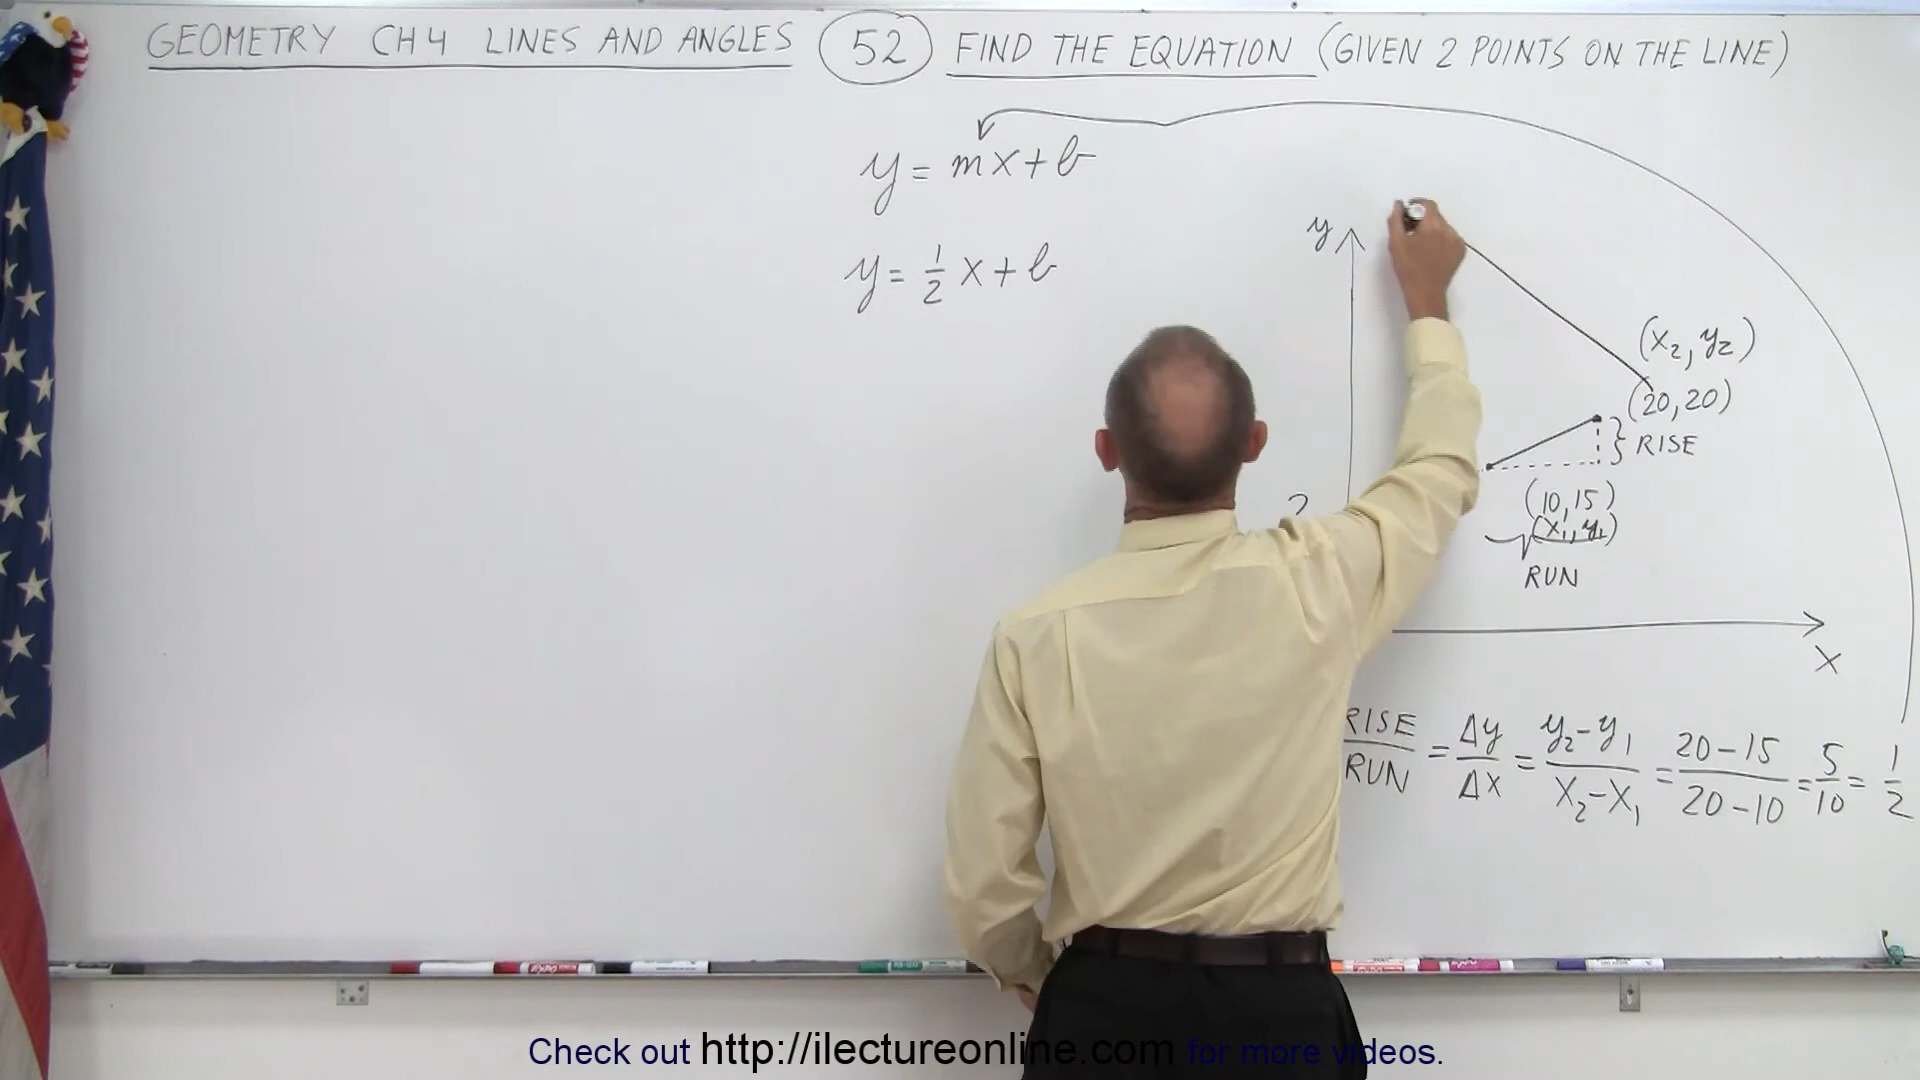 GEOMETRY CH 4 LINES AND ANGLES 52 FIND THE EQUATION (GIVEN 2 POINTS ON THE LINE)
y = mx + b
y = 1/2 x + b
y
(x₂, y₂)
(20, 20)
} RISE
(10, 15)
(x₁, y₁)
RUN
?
x
RISE/RUN = Δy/Δx = (y₂-y₁)/(x₂-x₁) = (20-15)/(20-10) = 5/10 = 1/2
Check out http://ilectureonline.com for more videos.